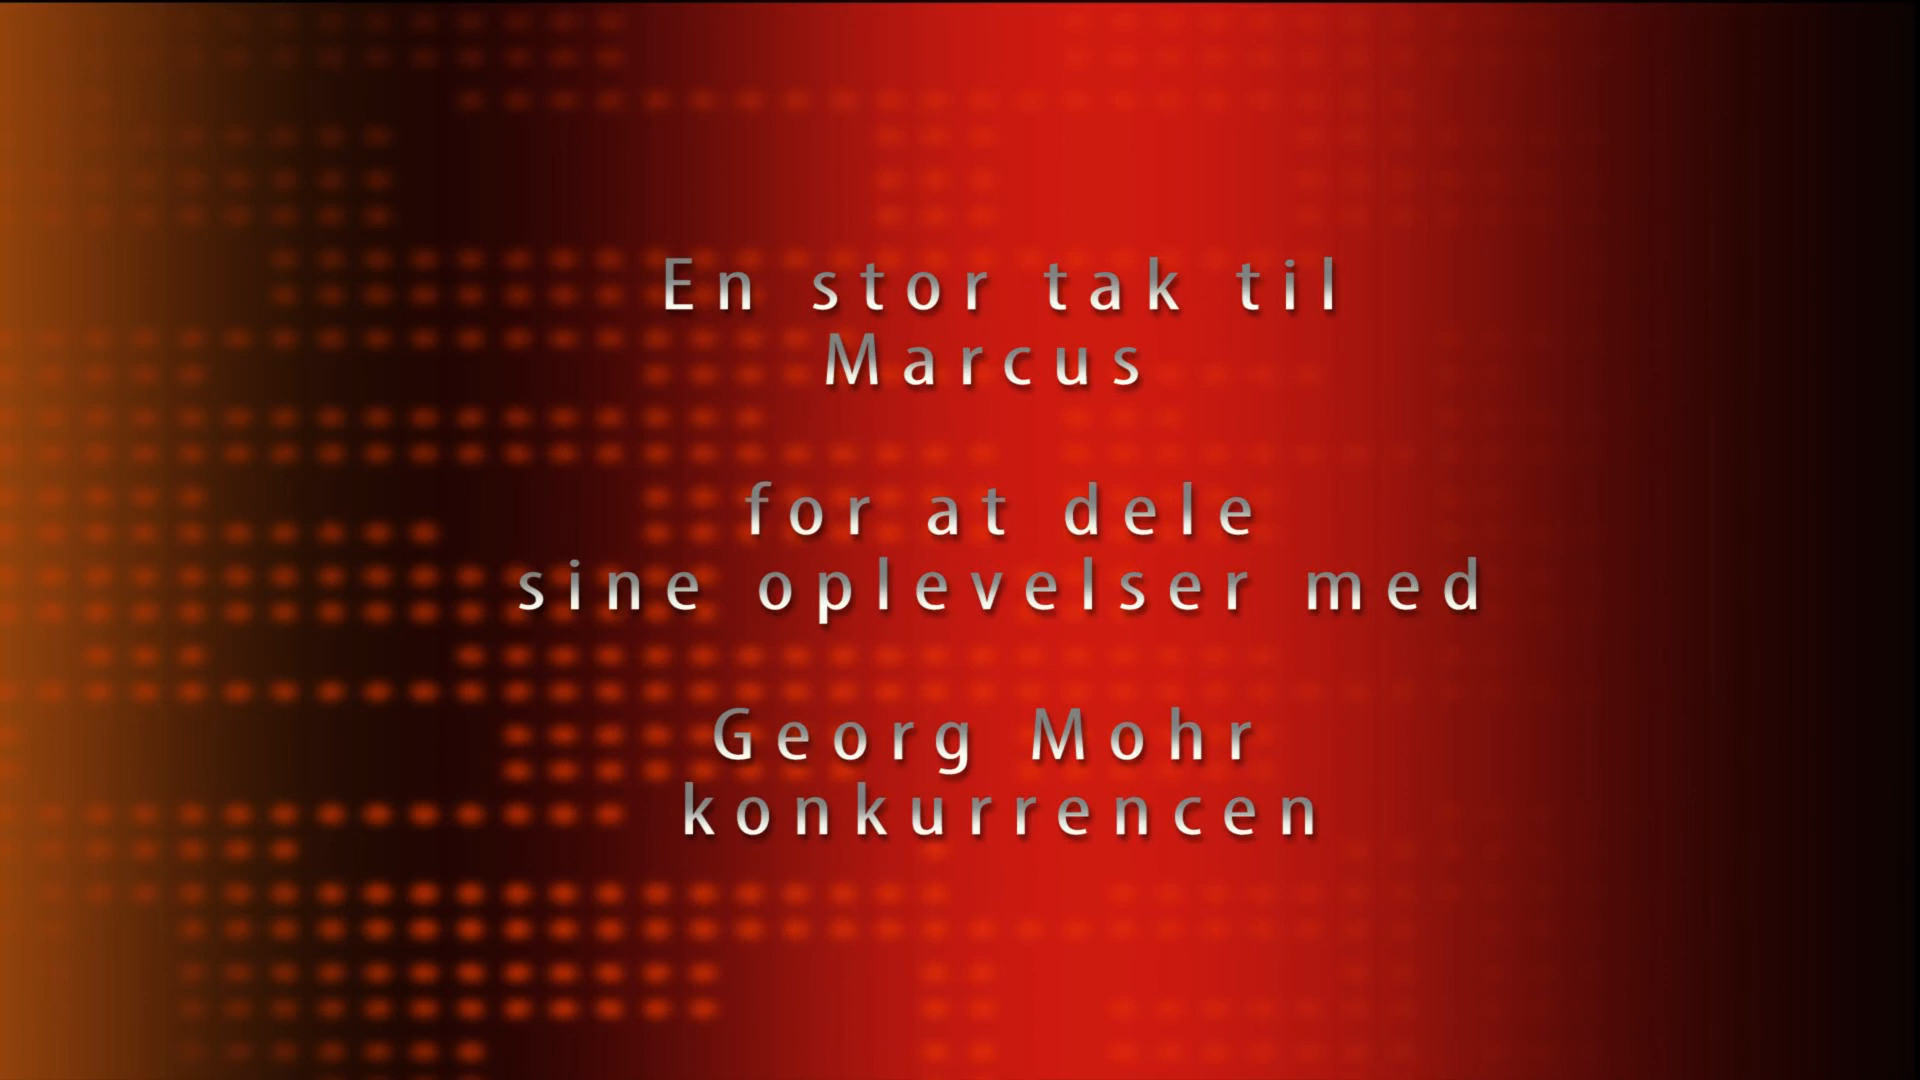 En stor tak til
Marcus
for at dele
sine oplevelser med
Georg Mohr
konkurrencen